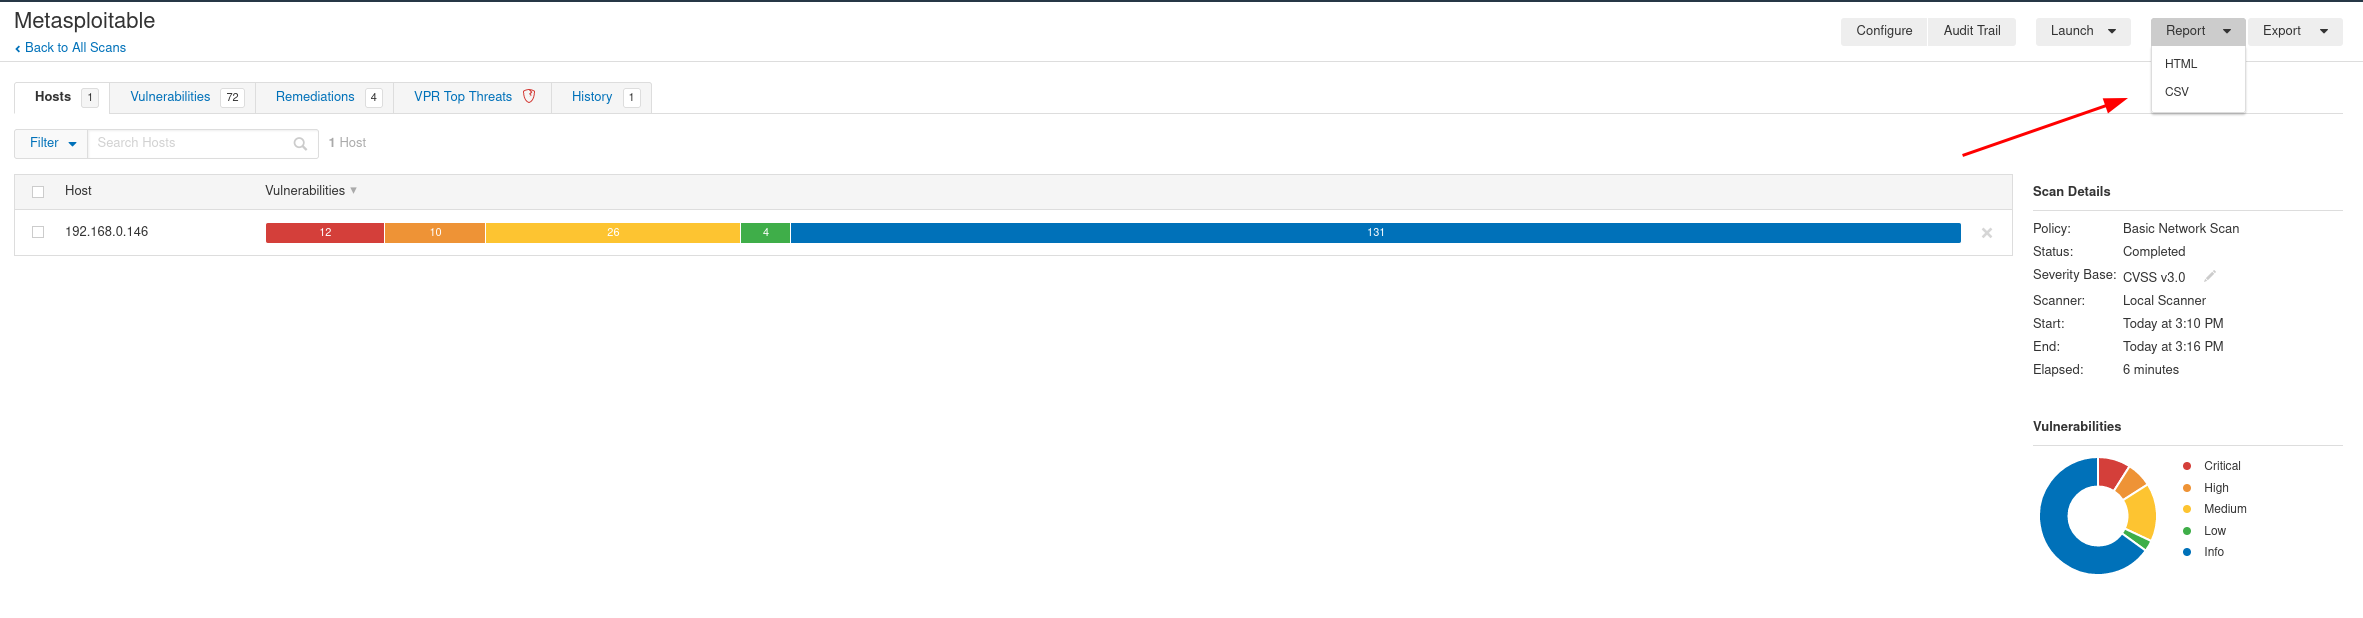 Metasploitable
Back to All Scans
Configure Audit Trail Launch Report Export
HTML
CSV
Hosts 1 Vulnerabilities 72 Remediations 4 VPR Top Threats History 1
Filter Search Hosts 1 Host
Host Vulnerabilities
192.168.0.146 12 10 26 4 131
Scan Details
Policy: Basic Network Scan
Status: Completed
Severity Base: CVSS v3.0
Scanner: Local Scanner
Start: Today at 3:10 PM
End: Today at 3:16 PM
Elapsed: 6 minutes
Vulnerabilities
Critical
High
Medium
Low
Info